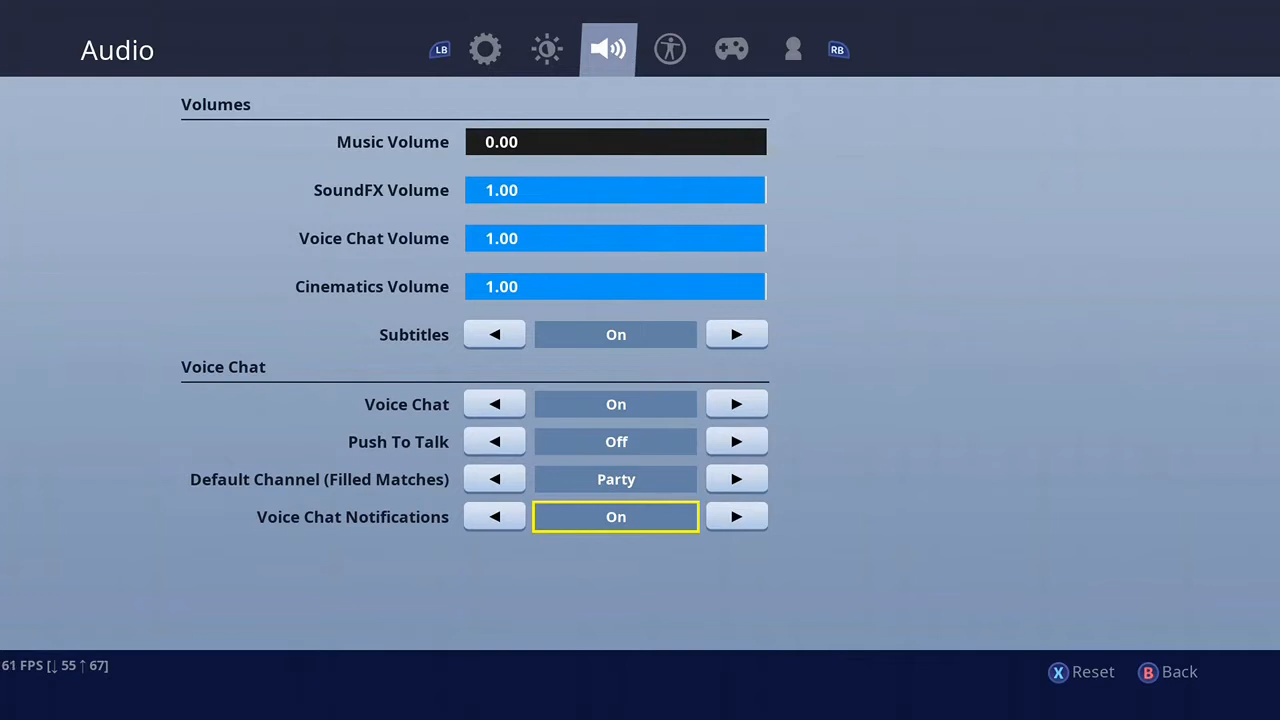 Audio
LB
RB
Volumes
Music Volume 0.00
SoundFX Volume 1.00
Voice Chat Volume 1.00
Cinematics Volume 1.00
Subtitles ◄ On ►
Voice Chat
Voice Chat ◄ On ►
Push To Talk ◄ Off ►
Default Channel (Filled Matches) ◄ Party ►
Voice Chat Notifications ◄ On ►
61 FPS [↓ 55 ↑ 67]
X Reset B Back